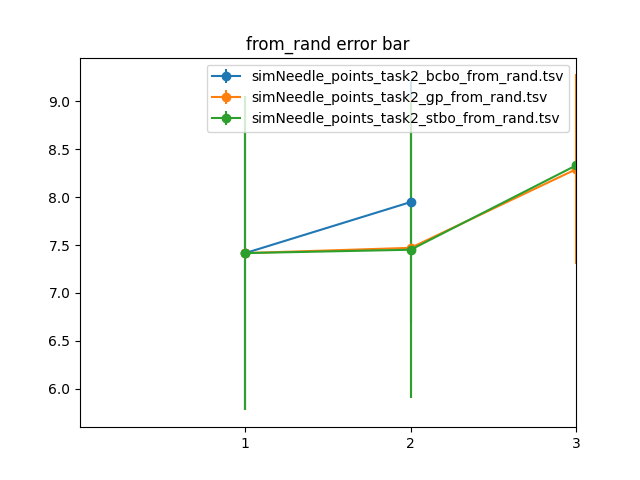 from_rand error bar
simNeedle_points_task2_bcbo_from_rand.tsv
simNeedle_points_task2_gp_from_rand.tsv
simNeedle_points_task2_stbo_from_rand.tsv
9.0
8.5
8.0
7.5
7.0
6.5
6.0
1 2 3